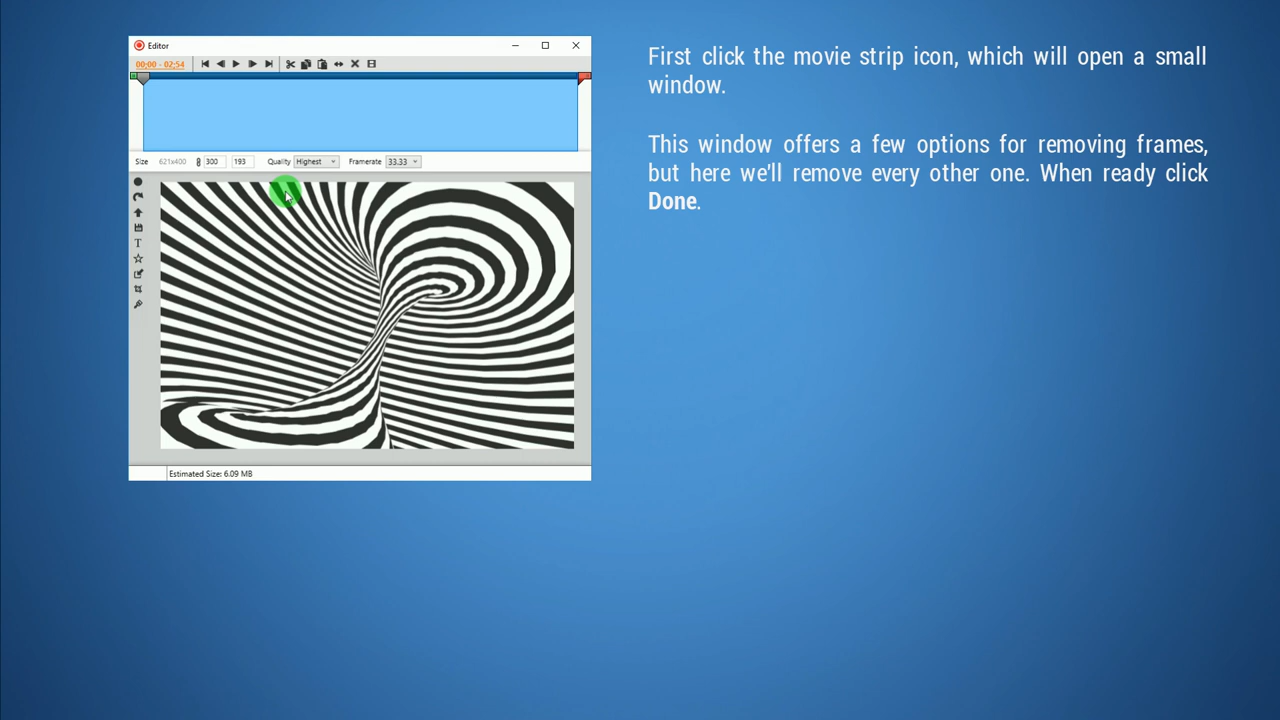 Editor
00:00 - 02:54
Size 621x400 300 193 Quality Highest Framerate 33.33
T
Estimated Size: 6.09 MB
First click the movie strip icon, which will open a small
window.
This window offers a few options for removing frames,
but here we'll remove every other one. When ready click
Done.